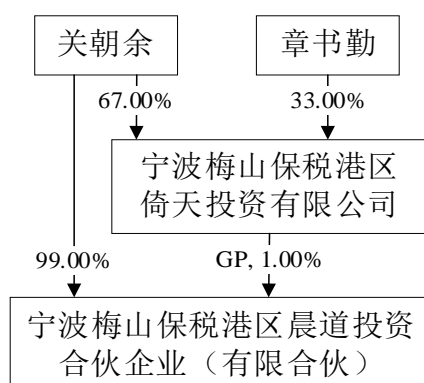 关朝余
章书勤
67.00%
33.00%
宁波梅山保税港区
倚天投资有限公司
99.00%
GP, 1.00%
宁波梅山保税港区晨道投资
合伙企业（有限合伙）